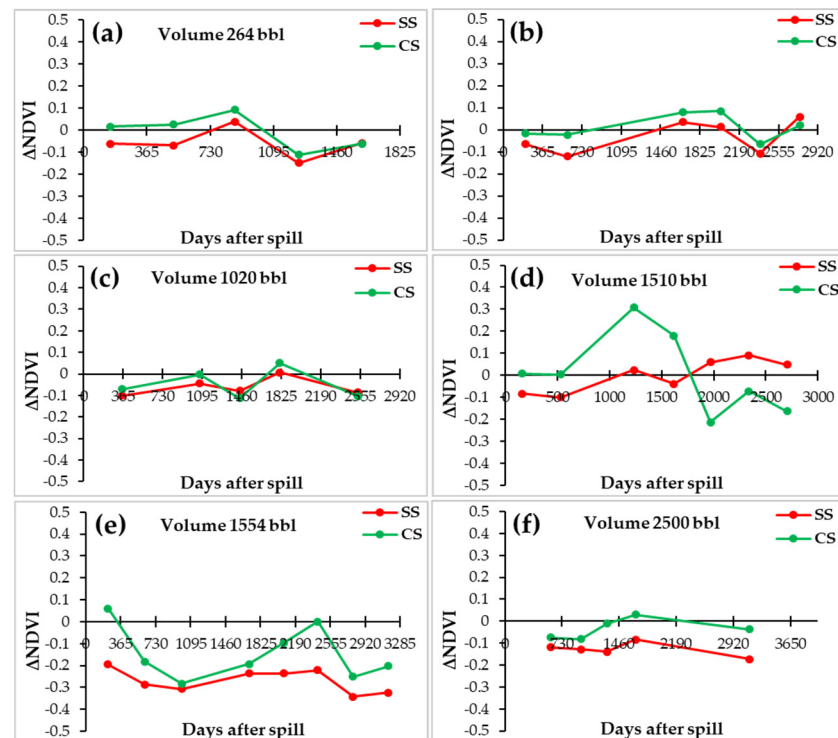 (a)
Volume 264 bbl
SS
CS
ΔNDVI
0.5
0.4
0.3
0.2
0.1
0
-0.1
-0.2
-0.3
-0.4
-0.5
0 365 730 1095 1460 1825
Days after spill
(b)
SS
CS
ΔNDVI
0.5
0.4
0.3
0.2
0.1
0
-0.1
-0.2
-0.3
-0.4
-0.5
0 365 730 1095 1460 1825 2190 2555 2920
Days after spill
(c)
Volume 1020 bbl
SS
CS
ΔNDVI
0.5
0.4
0.3
0.2
0.1
0
-0.1
-0.2
-0.3
-0.4
-0.5
0 365 730 1095 1460 1825 2190 2555 2920
Days after spill
(d)
Volume 1510 bbl
SS
CS
ΔNDVI
0.5
0.4
0.3
0.2
0.1
0
-0.1
-0.2
-0.3
-0.4
-0.5
0 500 1000 1500 2000 2500 3000
Days after spill
(e)
Volume 1554 bbl
SS
CS
ΔNDVI
0.5
0.4
0.3
0.2
0.1
0
-0.1
-0.2
-0.3
-0.4
-0.5
0 365 730 1095 1460 1825 2190 2555 2920 3285
Days after spill
(f)
Volume 2500 bbl
SS
CS
ΔNDVI
0.5
0.4
0.3
0.2
0.1
0
-0.1
-0.2
-0.3
-0.4
-0.5
0 730 1460 2190 2920 3650
Days after spill